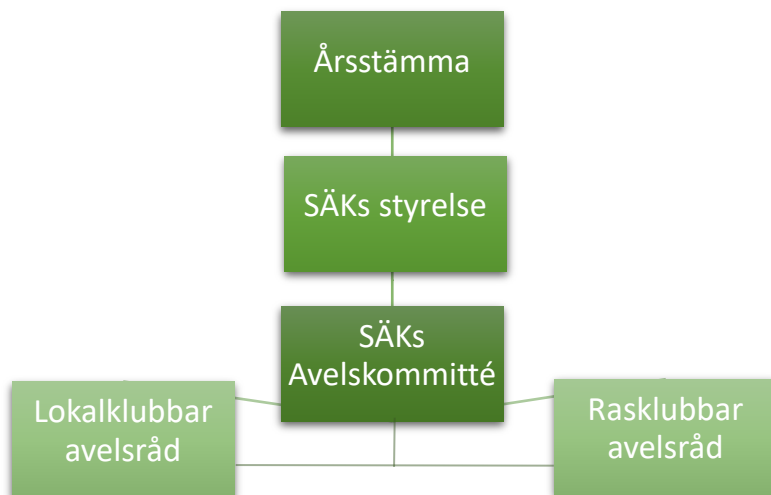 Årsstämma
SÄKs styrelse
SÄKs
Avelskommitté
Lokalklubbar
avelsråd
Rasklubbar
avelsråd